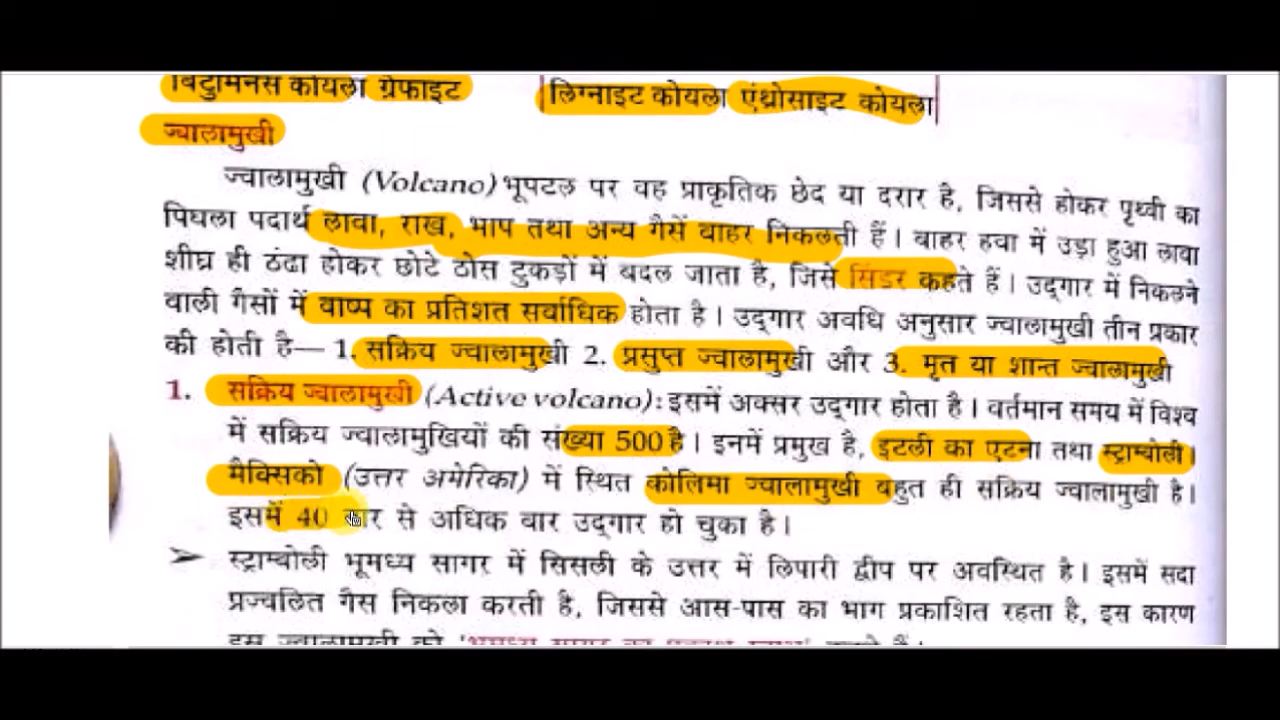 बिटुमिनस कोयला ग्रेफाइट लिग्नाइट कोयला एंथ्रोसाइट कोयला
ज्वालामुखी
ज्वालामुखी (Volcano) भूपटल पर वह प्राकृतिक छेद या दरार है, जिससे होकर पृथ्वी का
पिघला पदार्थ लावा, राख, भाप तथा अन्य गैसें बाहर निकलती हैं। बाहर हवा में उड़ा हुआ लावा
शीघ्र ही ठंढा होकर छोटे ठोस टुकड़ों में बदल जाता है, जिसे सिंडर कहते हैं। उद्‌गार में निकलने
वाली गैसों में वाष्प का प्रतिशत सर्वाधिक होता है। उद्‌गार अवधि अनुसार ज्वालामुखी तीन प्रकार
की होती है— 1. सक्रिय ज्वालामुखी 2. प्रसुप्त ज्वालामुखी और 3. मृत या शान्त ज्वालामुखी
1. सक्रिय ज्वालामुखी (Active volcano): इसमें अक्सर उद्‌गार होता है। वर्तमान समय में विश्व
में सक्रिय ज्वालामुखियों की संख्या 500 है। इनमें प्रमुख है, इटली का एटना तथा स्ट्राम्बोली।
मैक्सिको (उत्तर अमेरिका) में स्थित कोलिमा ज्वालामुखी बहुत ही सक्रिय ज्वालामुखी है।
इसमें 40 बार से अधिक बार उद्‌गार हो चुका है।
➤ स्ट्राम्बोली भूमध्य सागर में सिसली के उत्तर में लिपारी द्वीप पर अवस्थित है। इसमें सदा
प्रज्वलित गैस निकला करती है, जिससे आस-पास का भाग प्रकाशित रहता है, इस कारण